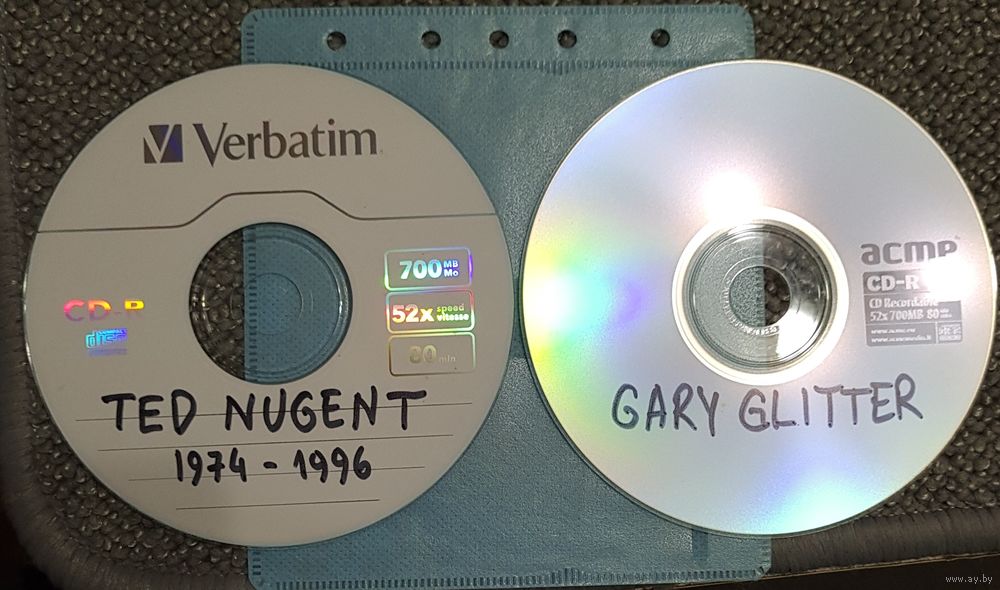 Verbatim
CD-R
700 MB Mo
52x speed vitesse
80 min
TED NUGENT
1974 - 1996
acmp
CD-R
CD Recordable
52x 700MB 80
GARY GLITTER
www.ay.by